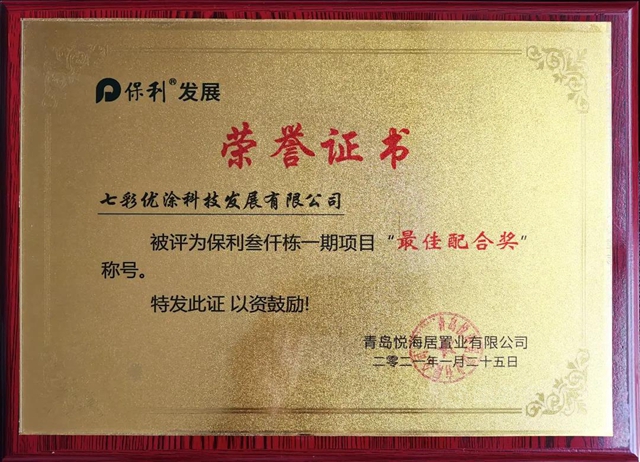 保利®发展
荣誉证书
七彩优涂科技发展有限公司
被评为保利叁仟栋一期项目“最佳配合奖”
称号。
特发此证 以资鼓励!
青岛悦海居置业有限公司
二零二一年一月二十五日